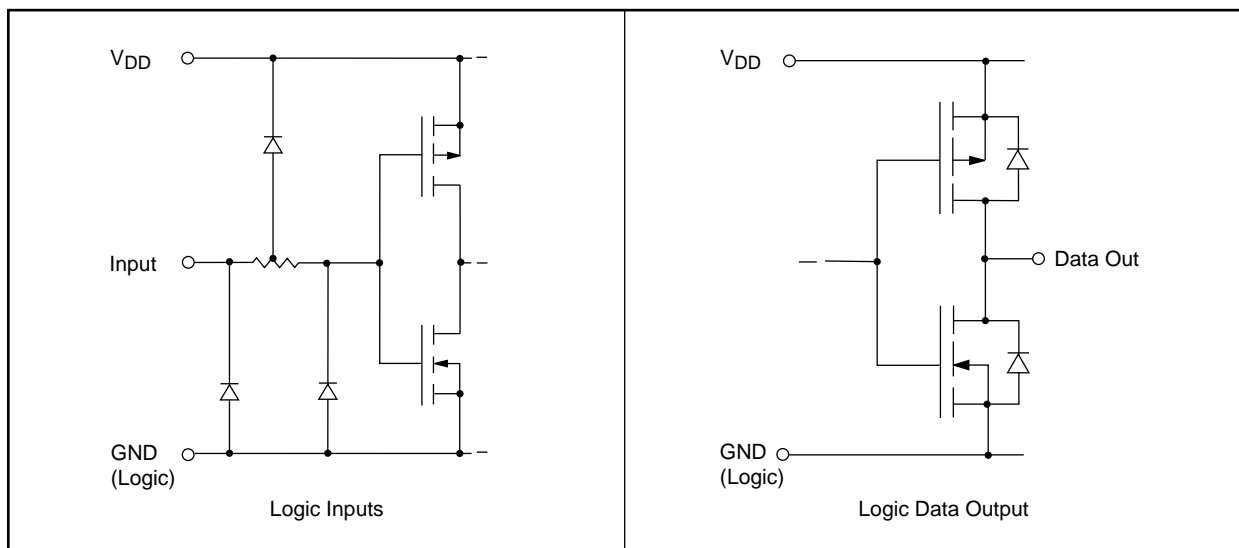 VDD
Input
GND
(Logic)
Logic Inputs
VDD
Data Out
GND
(Logic)
Logic Data Output